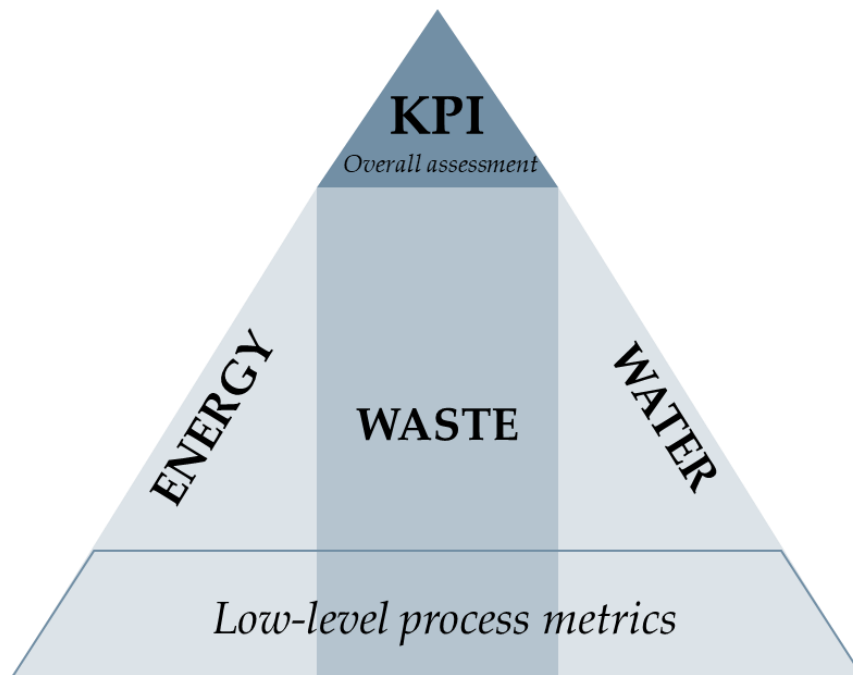 KPI
Overall assessment
ENERGY
WASTE
WATER
Low-level process metrics